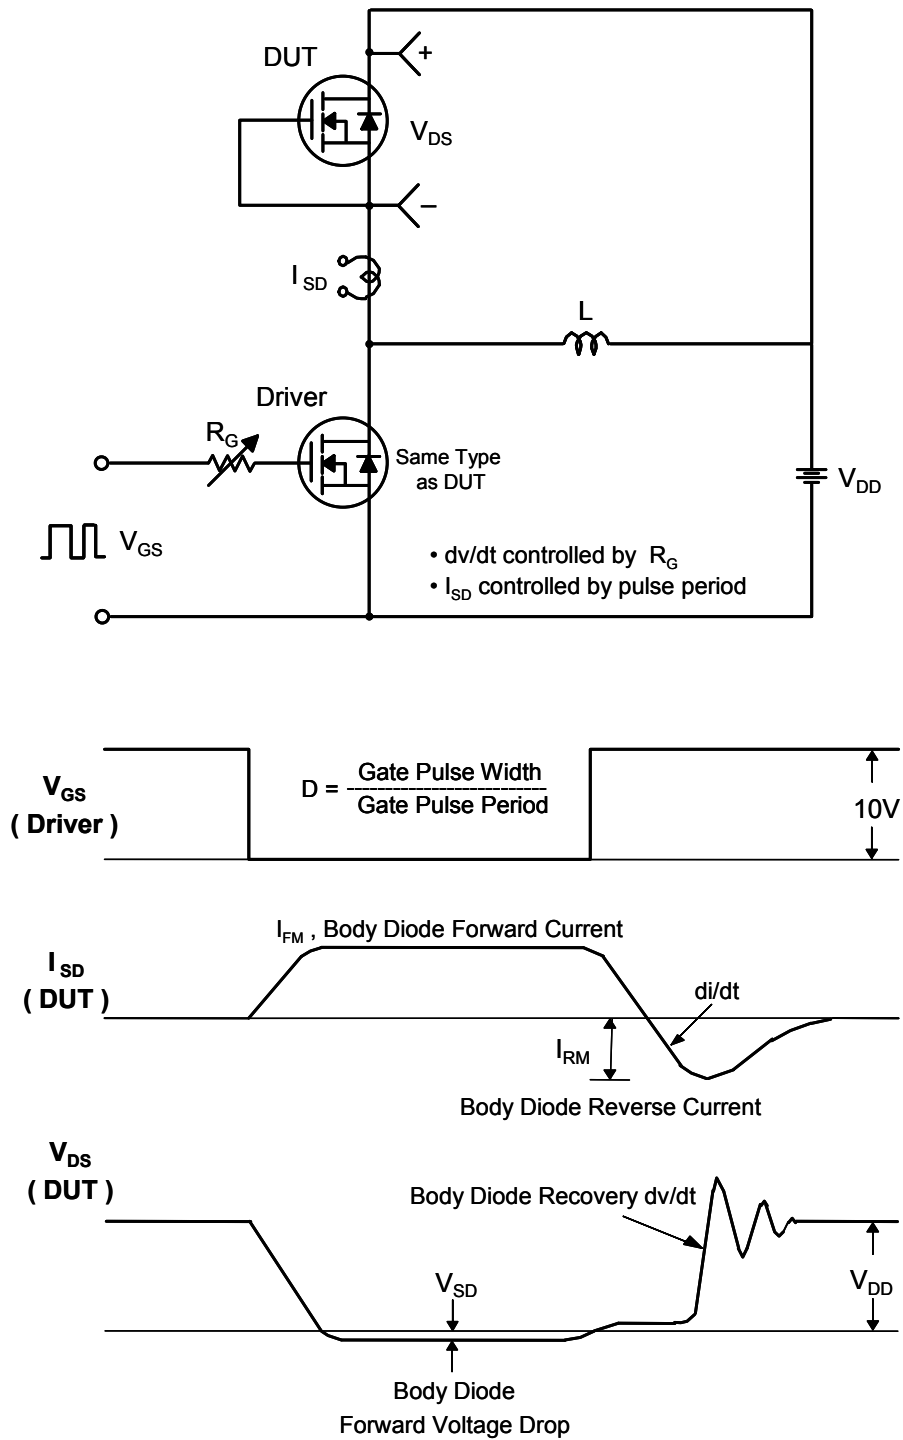 DUT
+
V_DS
−
I_SD
L
Driver
R_G
Same Type
as DUT
V_DD
V_GS
• dv/dt controlled by R_G
• I_SD controlled by pulse period
V_GS
( Driver )
D = Gate Pulse Width
Gate Pulse Period
10V
I_FM , Body Diode Forward Current
I_SD
( DUT )
di/dt
I_RM
Body Diode Reverse Current
V_DS
( DUT )
Body Diode Recovery dv/dt
V_SD
V_DD
Body Diode
Forward Voltage Drop